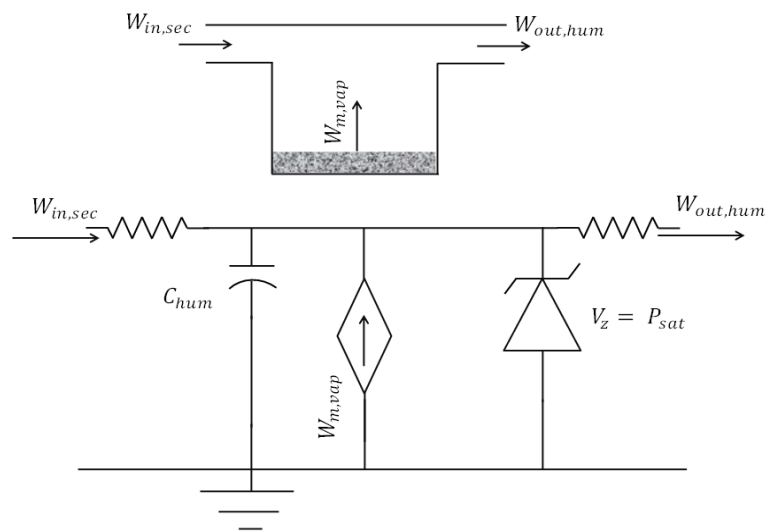 W_{in,sec}
W_{out,hum}
W_{m,vap}
W_{in,sec}
W_{out,hum}
C_{hum}
V_z = P_{sat}
W_{m,vap}